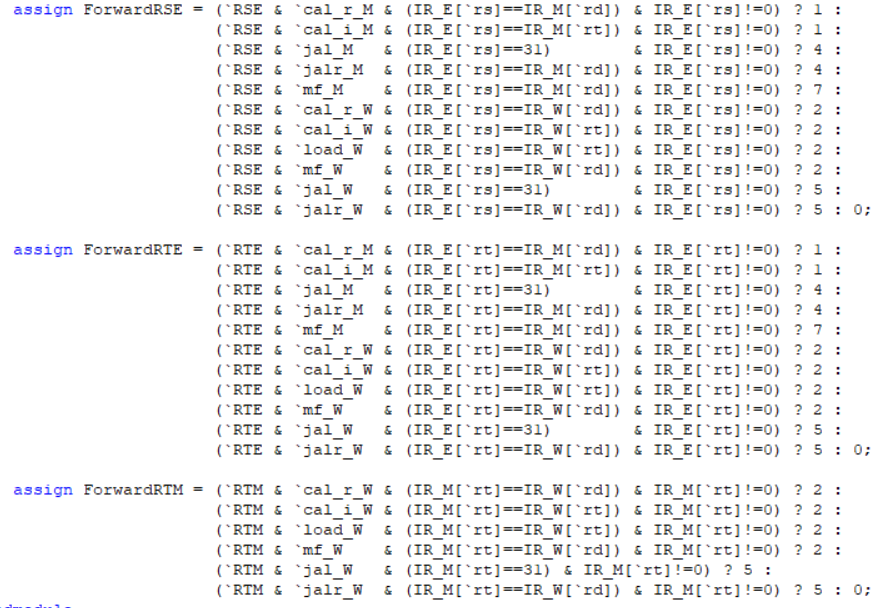 assign ForwardRSE = (`RSE & `cal_r_M & (IR_E[`rs]==IR_M[`rd]) & IR_E[`rs]!=0) ? 1 :
(`RSE & `cal_i_M & (IR_E[`rs]==IR_M[`rt]) & IR_E[`rs]!=0) ? 1 :
(`RSE & `jal_M & (IR_E[`rs]==31) & IR_E[`rs]!=0) ? 4 :
(`RSE & `jalr_M & (IR_E[`rs]==IR_M[`rd]) & IR_E[`rs]!=0) ? 4 :
(`RSE & `mf_M & (IR_E[`rs]==IR_M[`rd]) & IR_E[`rs]!=0) ? 7 :
(`RSE & `cal_r_W & (IR_E[`rs]==IR_W[`rd]) & IR_E[`rs]!=0) ? 2 :
(`RSE & `cal_i_W & (IR_E[`rs]==IR_W[`rt]) & IR_E[`rs]!=0) ? 2 :
(`RSE & `load_W & (IR_E[`rs]==IR_W[`rt]) & IR_E[`rs]!=0) ? 2 :
(`RSE & `mf_W & (IR_E[`rs]==IR_W[`rd]) & IR_E[`rs]!=0) ? 2 :
(`RSE & `jal_W & (IR_E[`rs]==31) & IR_E[`rs]!=0) ? 5 :
(`RSE & `jalr_W & (IR_E[`rs]==IR_W[`rd]) & IR_E[`rs]!=0) ? 5 : 0;
assign ForwardRTE = (`RTE & `cal_r_M & (IR_E[`rt]==IR_M[`rd]) & IR_E[`rt]!=0) ? 1 :
(`RTE & `cal_i_M & (IR_E[`rt]==IR_M[`rt]) & IR_E[`rt]!=0) ? 1 :
(`RTE & `jal_M & (IR_E[`rt]==31) & IR_E[`rt]!=0) ? 4 :
(`RTE & `jalr_M & (IR_E[`rt]==IR_M[`rd]) & IR_E[`rt]!=0) ? 4 :
(`RTE & `mf_M & (IR_E[`rt]==IR_M[`rd]) & IR_E[`rt]!=0) ? 7 :
(`RTE & `cal_r_W & (IR_E[`rt]==IR_W[`rd]) & IR_E[`rt]!=0) ? 2 :
(`RTE & `cal_i_W & (IR_E[`rt]==IR_W[`rt]) & IR_E[`rt]!=0) ? 2 :
(`RTE & `load_W & (IR_E[`rt]==IR_W[`rt]) & IR_E[`rt]!=0) ? 2 :
(`RTE & `mf_W & (IR_E[`rt]==IR_W[`rd]) & IR_E[`rt]!=0) ? 2 :
(`RTE & `jal_W & (IR_E[`rt]==31) & IR_E[`rt]!=0) ? 5 :
(`RTE & `jalr_W & (IR_E[`rt]==IR_W[`rd]) & IR_E[`rt]!=0) ? 5 : 0;
assign ForwardRTM = (`RTM & `cal_r_W & (IR_M[`rt]==IR_W[`rd]) & IR_M[`rt]!=0) ? 2 :
(`RTM & `cal_i_W & (IR_M[`rt]==IR_W[`rt]) & IR_M[`rt]!=0) ? 2 :
(`RTM & `load_W & (IR_M[`rt]==IR_W[`rt]) & IR_M[`rt]!=0) ? 2 :
(`RTM & `mf_W & (IR_M[`rt]==IR_W[`rd]) & IR_M[`rt]!=0) ? 2 :
(`RTM & `jal_W & (IR_M[`rt]==31) & IR_M[`rt]!=0) ? 5 :
(`RTM & `jalr_W & (IR_M[`rt]==IR_W[`rd]) & IR_M[`rt]!=0) ? 5 : 0;